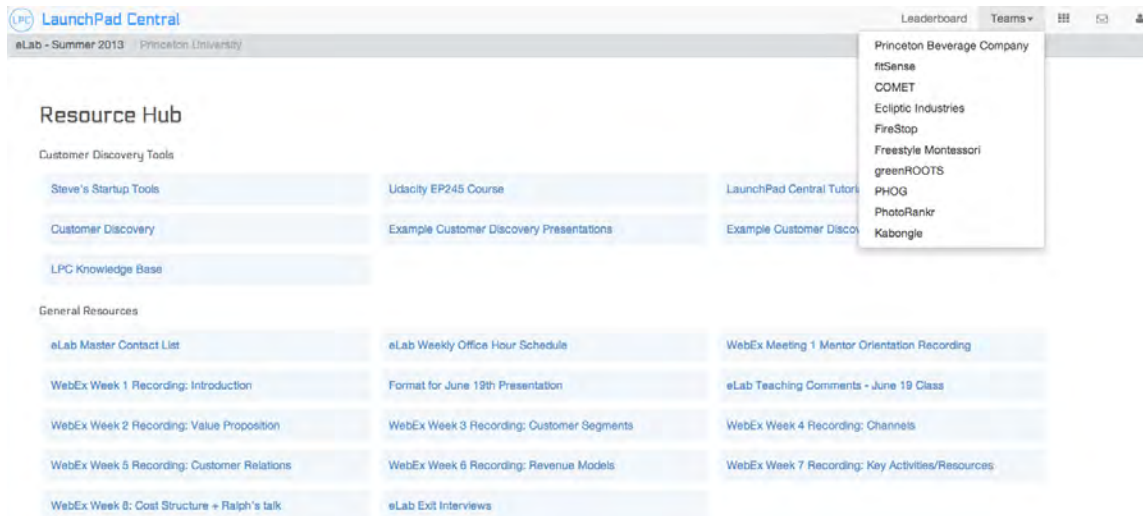 LPC LaunchPad Central
Leaderboard Teams
eLab - Summer 2013 Princeton University
Princeton Beverage Company
fitSense
COMET
Ecliptic Industries
FireStop
Freestyle Montessori
greenROOTS
PHOG
PhotoRankr
Kabongle
Resource Hub
Customer Discovery Tools
Steve's Startup Tools
Udacity EP245 Course
LaunchPad Central
Customer Discovery
Example Customer Discovery Presentations
Example Customer
LPC Knowledge Base
General Resources
eLab Master Contact List
eLab Weekly Office Hour Schedule
WebEx Meeting 1 Mentor Orientation Recording
WebEx Week 1 Recording: Introduction
Format for June 19th Presentation
eLab Teaching Comments - June 19 Class
WebEx Week 2 Recording: Value Proposition
WebEx Week 3 Recording: Customer Segments
WebEx Week 4 Recording: Channels
WebEx Week 5 Recording: Customer Relations
WebEx Week 6 Recording: Revenue Models
WebEx Week 7 Recording: Key Activities/Resources
WebEx Week 8: Cost Structure + Ralph's talk
eLab Exit Interviews